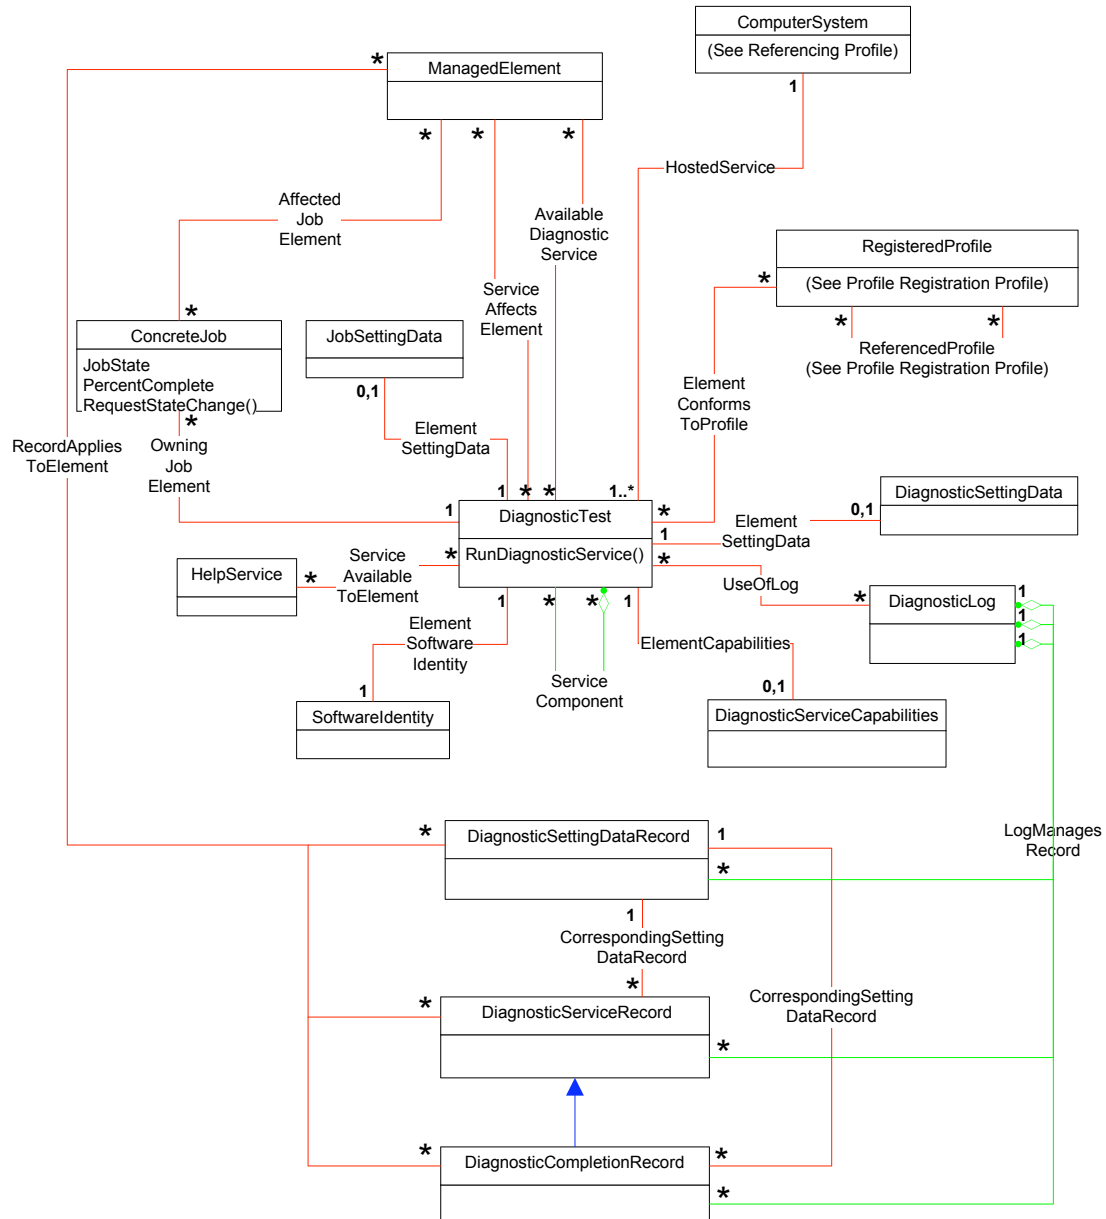 ComputerSystem
(See Referencing Profile)
1
*
ManagedElement
*
*
*
HostedService
Affected
Job
Element
Available
Diagnostic
Service
Service
Affects
Element
RegisteredProfile
(See Profile Registration Profile)
*
*
*
ReferencedProfile
(See Profile Registration Profile)
*
ConcreteJob
JobState
PercentComplete
RequestStateChange()
*
JobSettingData
0,1
Element
SettingData
Element
Conforms
ToProfile
RecordApplies
ToElement
Owning
Job
Element
1
1
*
*
1..*
DiagnosticTest
RunDiagnosticService()
*
1
*
*
Element
SettingData
0,1
DiagnosticSettingData
HelpService
*
Service
Available
ToElement
UseOfLog
*
DiagnosticLog
1
1
1
1
*
*
1
Element
Software
Identity
1
SoftwareIdentity
Service
Component
ElementCapabilities
0,1
DiagnosticServiceCapabilities
*
DiagnosticSettingDataRecord
1
*
LogManages
Record
1
CorrespondingSetting
DataRecord
*
*
DiagnosticServiceRecord
*
CorrespondingSetting
DataRecord
*
DiagnosticCompletionRecord
*
*